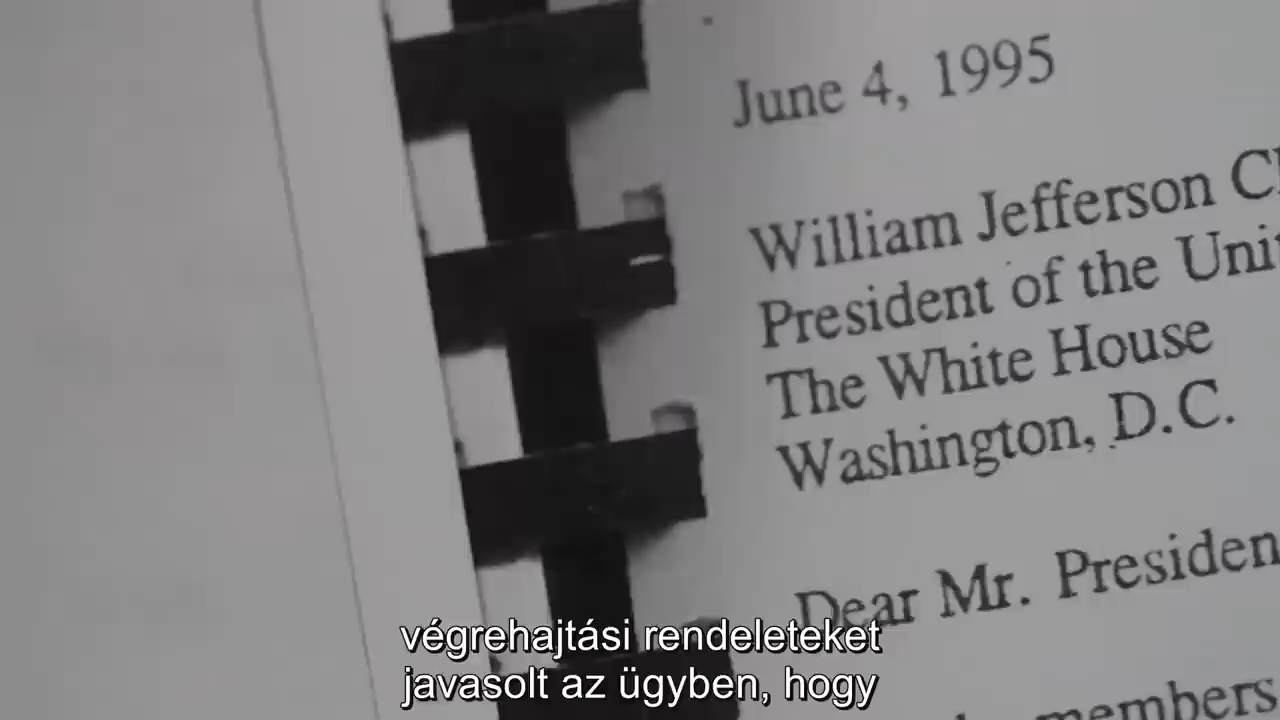 June 4, 1995
William Jefferson
President of the
The White House
Washington, D.C.
Dear Mr.
members
végrehajtási rendeleteket
javasolt az ügyben, hogy